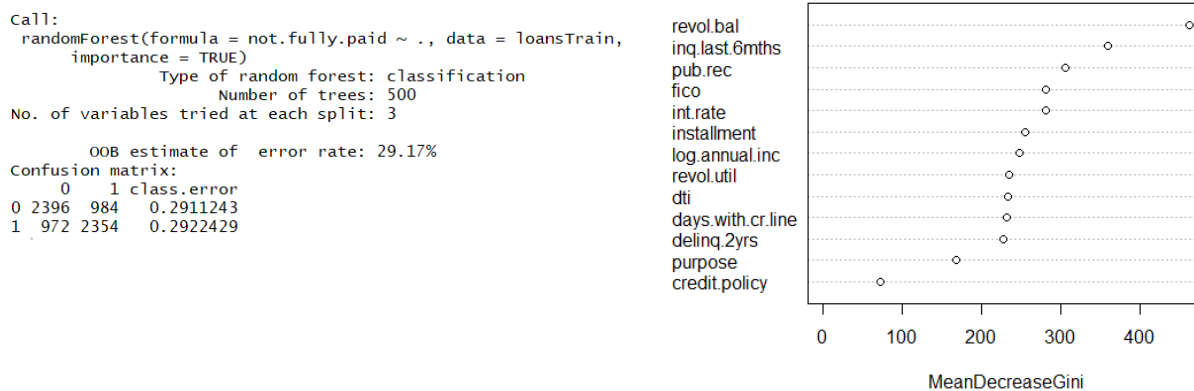 Call:
randomForest(formula = not.fully.paid ~ ., data = loansTrain,
importance = TRUE)
Type of random forest: classification
Number of trees: 500
No. of variables tried at each split: 3
OOB estimate of  error rate: 29.17%
Confusion matrix:
0 1 class.error
0 2396 984 0.2911243
1 972 2354 0.2922429
revol.bal
inq.last.6mths
pub.rec
fico
int.rate
installment
log.annual.inc
revol.util
dti
days.with.cr.line
delinq.2yrs
purpose
credit.policy
0 100 200 300 400
MeanDecreaseGini